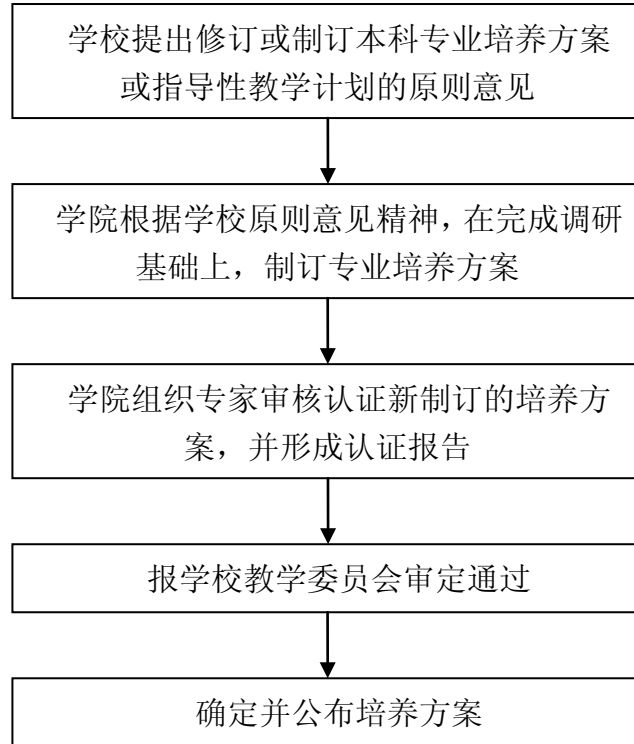 学校提出修订或制订本科专业培养方案
或指导性教学计划的原则意见
学院根据学校原则意见精神，在完成调研
基础上，制订专业培养方案
学院组织专家审核认证新制订的培养方
案，并形成认证报告
报学校教学委员会审定通过
确定并公布培养方案